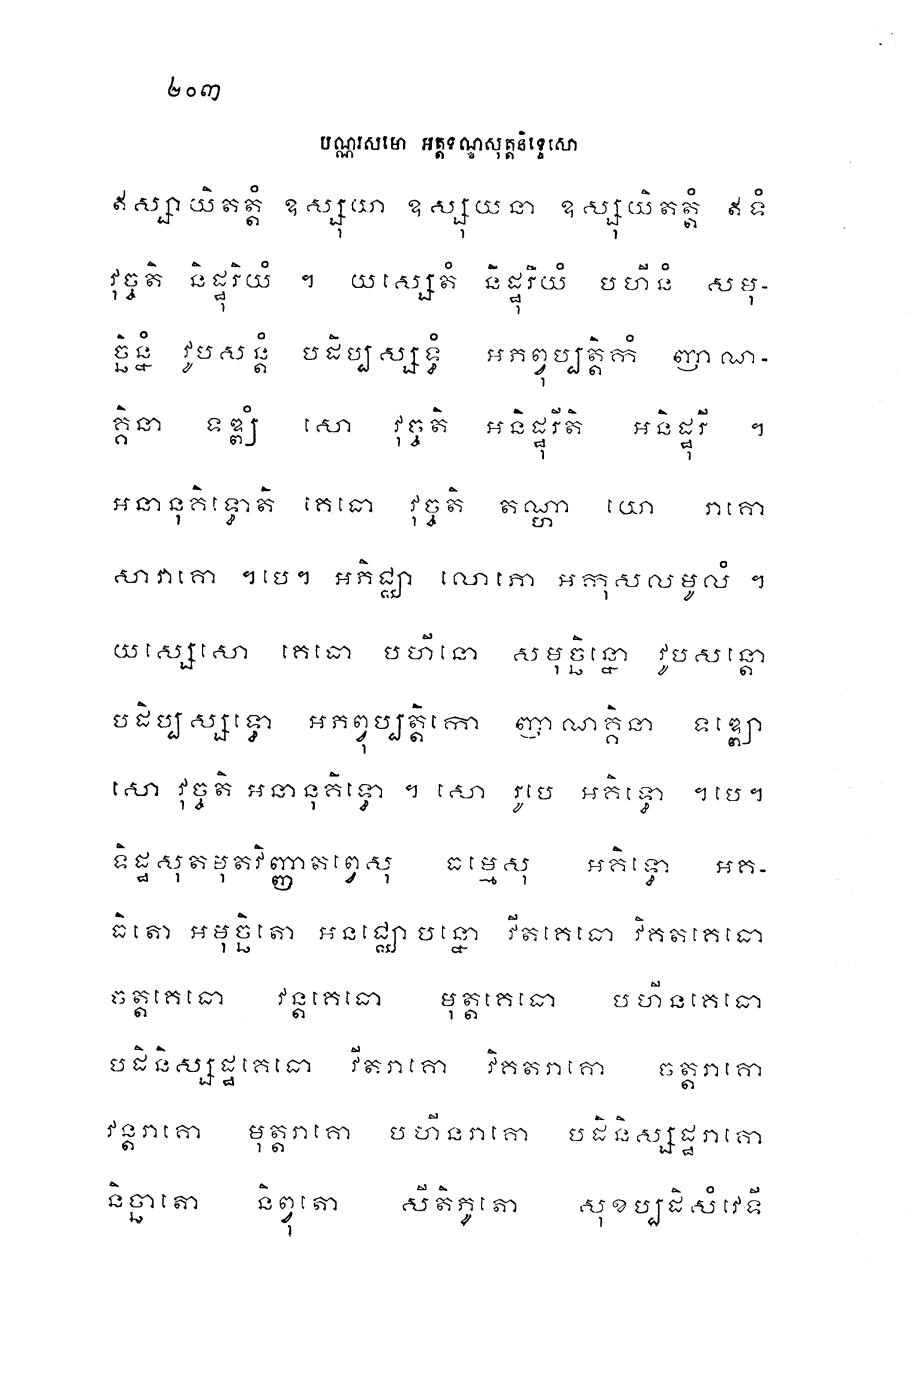 ២០៣
បណ្ណរសមោ អត្តទណ្ឌសុត្តនិទ្ទេសោ
ឥស្សាយិតត្តំ ឧស្សុយា ឧស្សុយនា ឧស្សុយិតត្តំ ឥទំ
វុច្ចតិ និដ្ឋុរិយំ ។ យស្សេតំ និដ្ឋុរិយំ បហីនំ សមុ-
ច្ឆិន្នំ វូបសន្តំ បដិប្បស្សទ្ធំ អភព្វុប្បត្តិកំ ញាណ-
គ្គិនា ទឌ្ឍំ សោ វុច្ចតិ អនិដ្ឋុរីតិ អនិដ្ឋុរី ។
អនានុគិទ្ធោតិ គេធោ វុច្ចតិ តណ្ហា យោ រាគោ
សារាគោ ។បេ។ អភិជ្ឈា លោភោ អកុសលមូលំ ។
យស្សេសោ គេធោ បហីនោ សមុច្ឆិន្នោ វូបសន្តោ
បដិប្បស្សទ្ធោ អភព្វុប្បត្តិកោ ញាណគ្គិនា ទឌ្ឍោ
សោ វុច្ចតិ អនានុគិទ្ធោ ។ សោ រូបេ អគិទ្ធោ ។បេ។
ទិដ្ឋសុតមុតវិញ្ញាតព្វេសុ ធម្មេសុ អគិទ្ធោ អគ-
ធិតោ អមុច្ឆិតោ អនជ្ឈោបន្នោ វីតគេធោ វិគតគេធោ
ចត្តគេធោ វន្តគេធោ មុត្តគេធោ បហីនគេធោ
បដិនិស្សដ្ឋគេធោ វីតរាគោ វិគតរាគោ ចត្តរាគោ
វន្តរាគោ មុត្តរាគោ បហីនរាគោ បដិនិស្សដ្ឋរាគោ
និច្ឆាតោ និព្វុតោ សីតិភូតោ សុខប្បដិសំវេទី